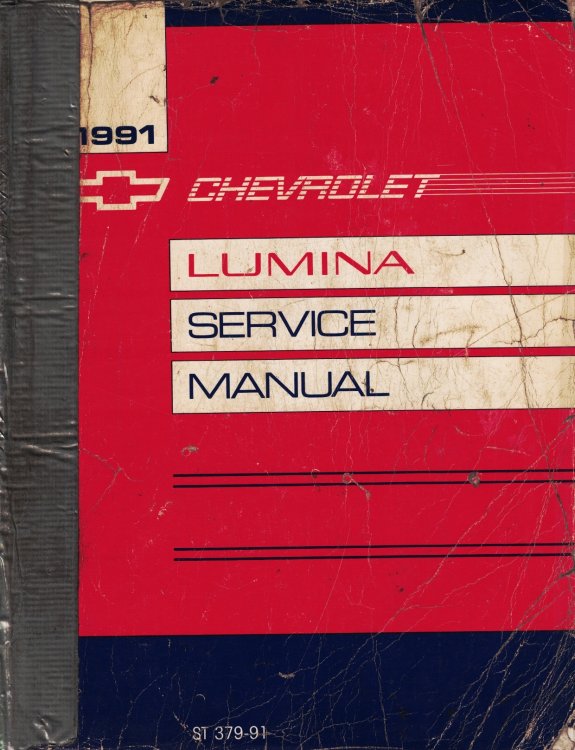 1991
CHEVROLET
LUMINA
SERVICE
MANUAL
ST 379-91